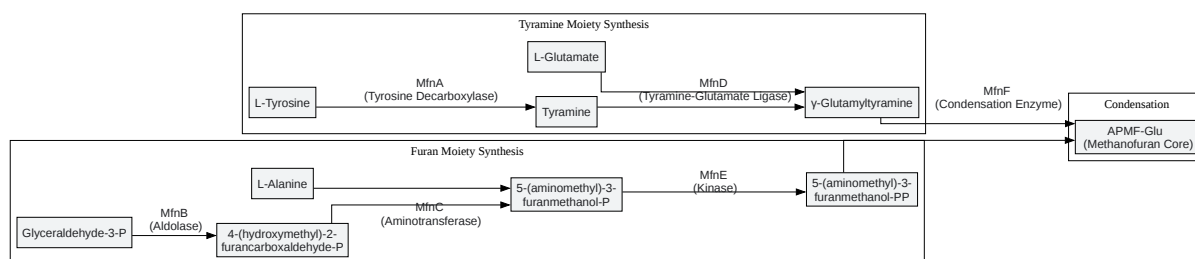 Tyramine Moiety Synthesis
L-Glutamate
MfnA
(Tyrosine Decarboxylase)
MfnD
(Tyramine-Glutamate Ligase)
MfnF
(Condensation Enzyme)
L-Tyrosine
Tyramine
γ-Glutamyltyramine
Condensation
APMF-Glu
(Methanofuran Core)
Furan Moiety Synthesis
L-Alanine
5-(aminomethyl)-3-
furanmethanol-P
MfnE
(Kinase)
5-(aminomethyl)-3-
furanmethanol-PP
MfnB
(Aldolase)
MfnC
(Aminotransferase)
Glyceraldehyde-3-P
4-(hydroxymethyl)-2-
furancarboxaldehyde-P